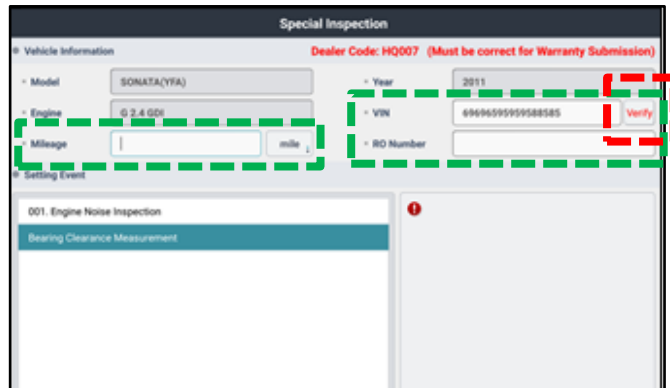 Special Inspection
Vehicle Information
Dealer Code: HQ007 (Must be correct for Warranty Submission)
Model SONATA(YFA) Year 2011
Engine G 2.4 GDI VIN 69696595959588585 Verify
Mileage mile RO Number
Setting Event
001. Engine Noise Inspection
Bearing Clearance Measurement